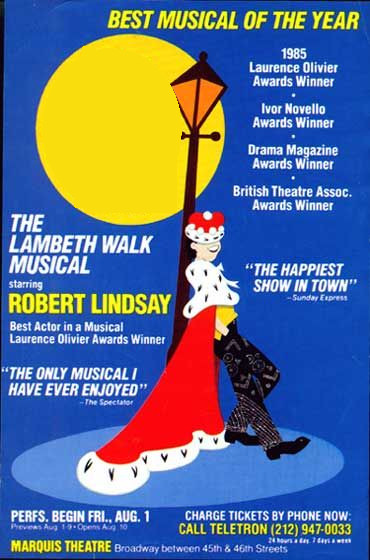 BEST MUSICAL OF THE YEAR
1985
Laurence Olivier
Awards Winner
•
Ivor Novello
Awards Winner
•
Drama Magazine
Awards Winner
•
British Theatre Assoc.
Awards Winner
THE
LAMBETH WALK
MUSICAL
starring
ROBERT LINDSAY
Best Actor in a Musical
Laurence Olivier Awards Winner
"THE HAPPIEST
SHOW IN TOWN"
–Sunday Express
"THE ONLY MUSICAL I
HAVE EVER ENJOYED"
–The Spectator
PERFS. BEGIN FRI., AUG. 1
Previews Aug. 1-9 • Opens Aug. 10
MARQUIS THEATRE Broadway between 45th & 46th Streets
CHARGE TICKETS BY PHONE NOW:
CALL TELETRON (212) 947-0033
24 hours a day, 7 days a week